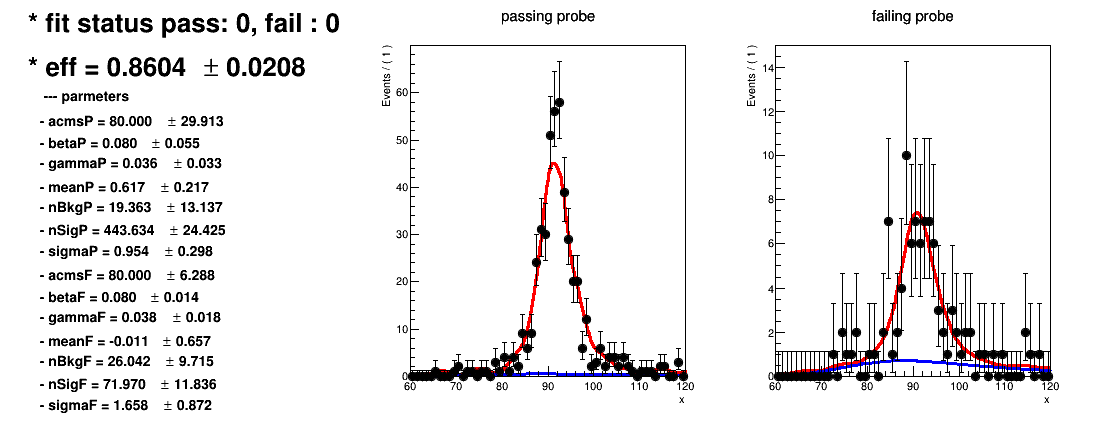 * fit status pass: 0, fail : 0
* eff = 0.8604 ± 0.0208
--- parmeters
- acmsP = 80.000 ± 29.913
- betaP = 0.080 ± 0.055
- gammaP = 0.036 ± 0.033
- meanP = 0.617 ± 0.217
- nBkgP = 19.363 ± 13.137
- nSigP = 443.634 ± 24.425
- sigmaP = 0.954 ± 0.298
- acmsF = 80.000 ± 6.288
- betaF = 0.080 ± 0.014
- gammaF = 0.038 ± 0.018
- meanF = -0.011 ± 0.657
- nBkgF = 26.042 ± 9.715
- nSigF = 71.970 ± 11.836
- sigmaF = 1.658 ± 0.872
passing probe
Events / ( 1 )
60
50
40
30
20
10
0
60 70 80 90 100 110 120
x
failing probe
Events / ( 1 )
14
12
10
8
6
4
2
0
60 70 80 90 100 110 120
x